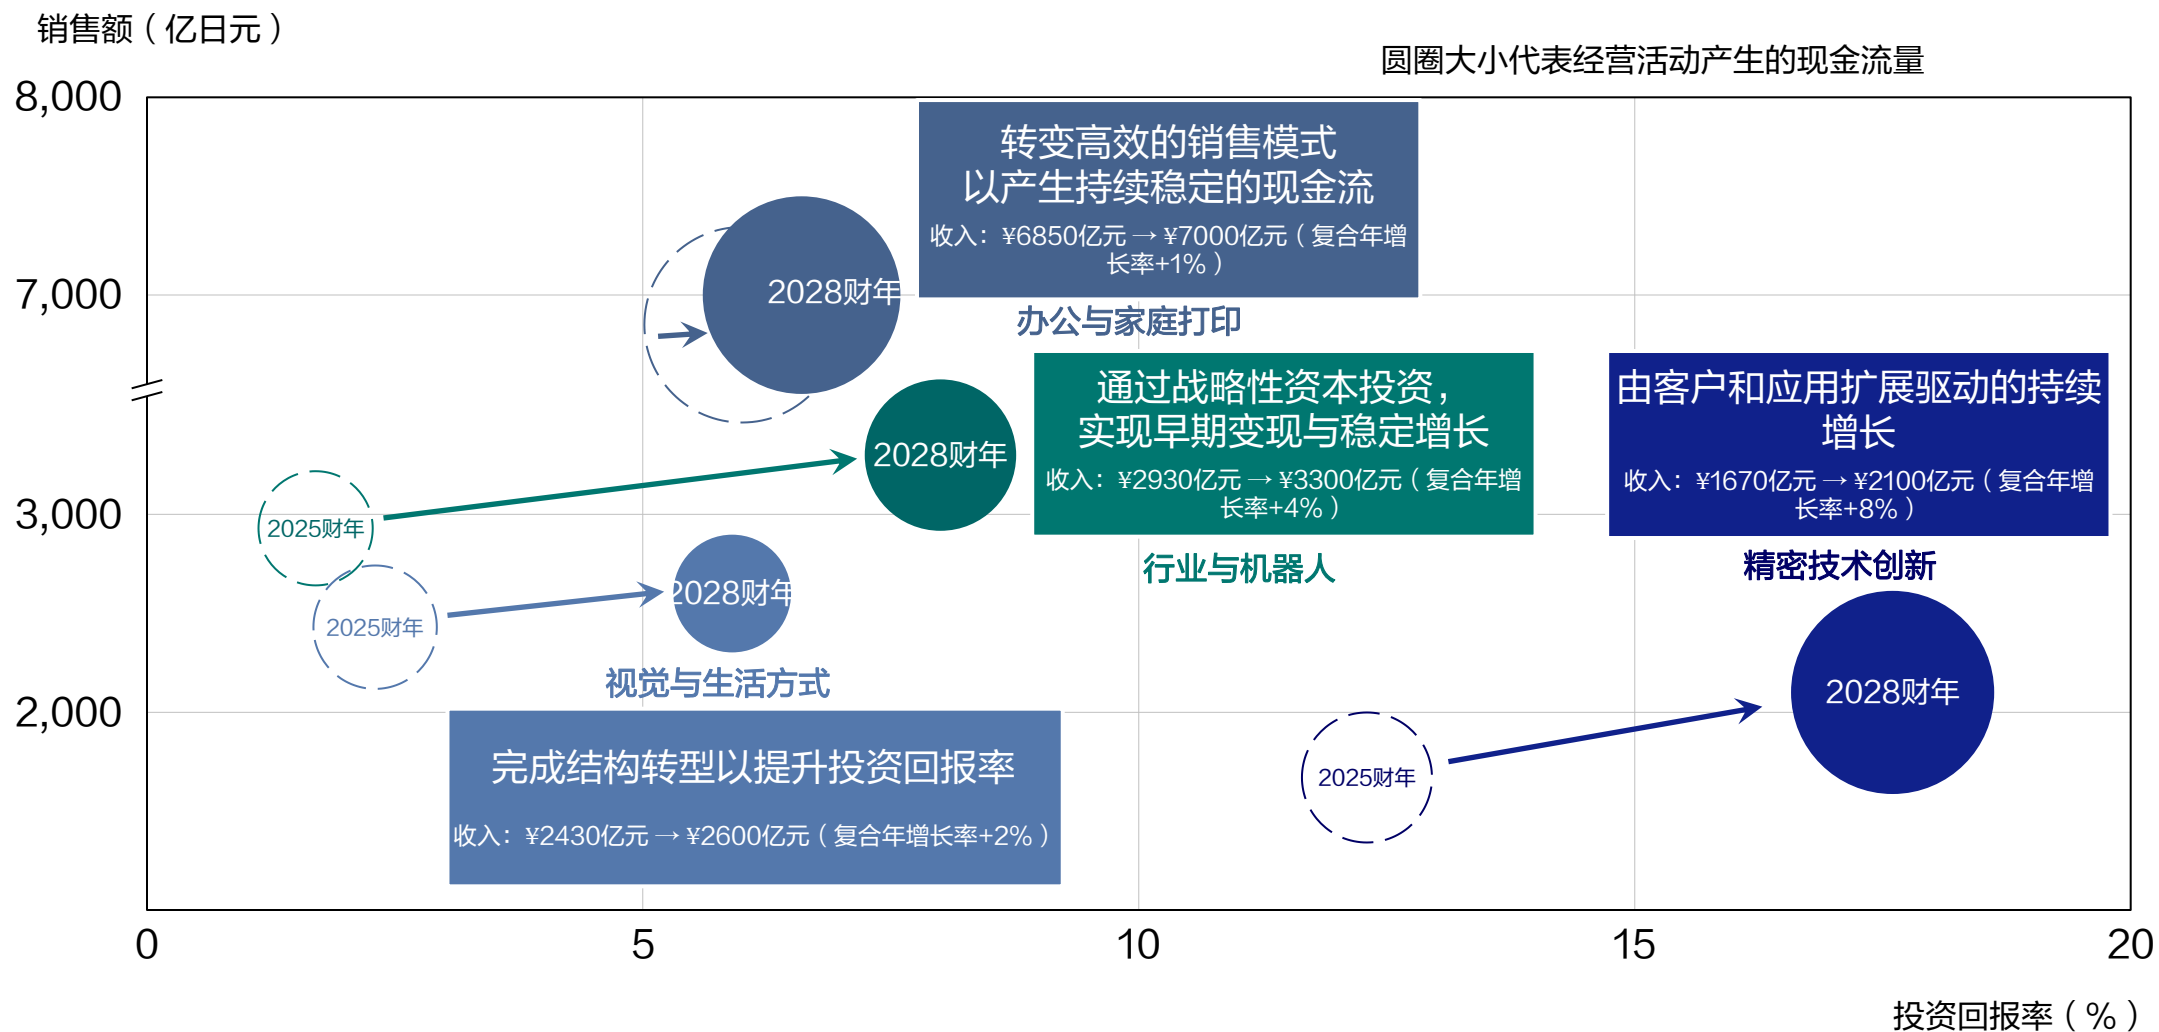 销售额（亿日元）
圆圈大小代表经营活动产生的现金流量
8,000
转变高效的销售模式
以产生持续稳定的现金流
收入：¥6850亿元→¥7000亿元（复合年增
长率+1%）
7,000
2028财年
办公与家庭打印
通过战略性资本投资，
实现早期变现与稳定增长
收入：¥2930亿元→¥3300亿元（复合年增
长率+4%）
由客户和应用扩展驱动的持续
增长
收入：¥1670亿元→¥2100亿元（复合年增
长率+8%）
2028财年
3,000
2025财年
行业与机器人
精密技术创新
2028财年
2025财年
视觉与生活方式
2,000
2028财年
完成结构转型以提升投资回报率
收入：¥2430亿元→¥2600亿元（复合年增长率+2%）
2025财年
0
5
10
15
20
投资回报率（%）